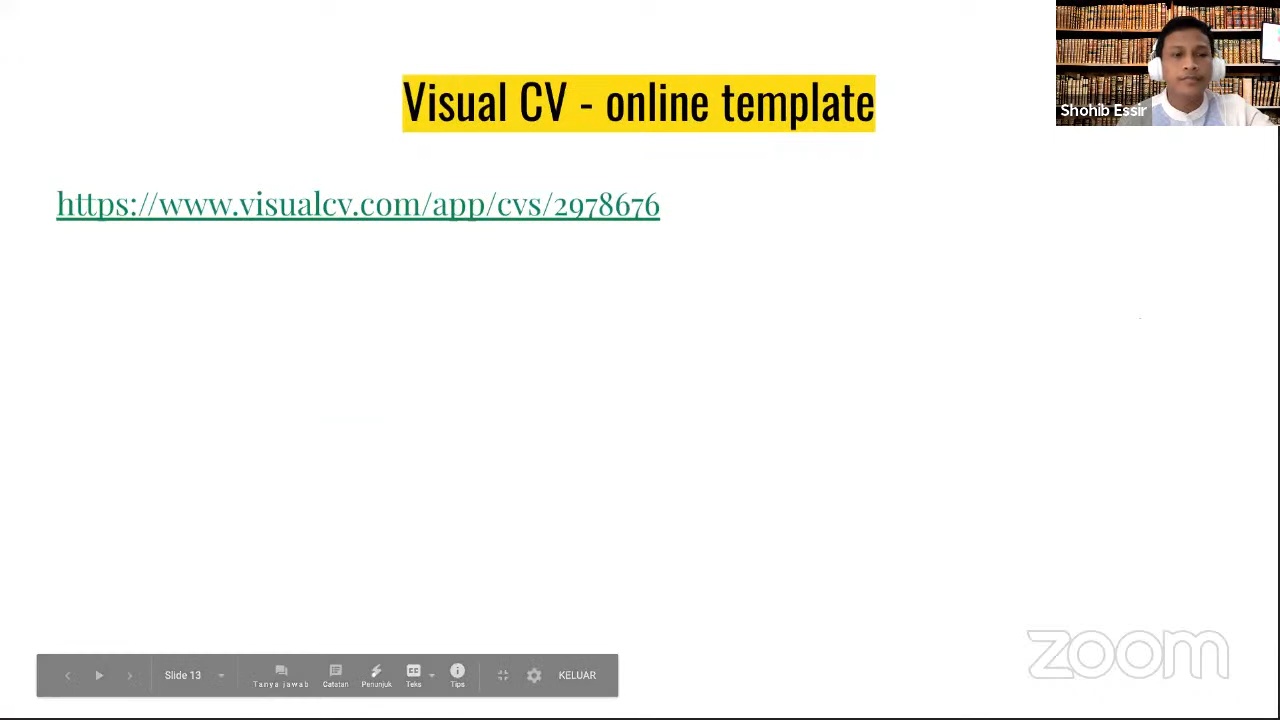 Visual CV - online template
Shohib Essir
https://www.visualcv.com/app/cvs/2978676
zoom
Slide 13
Tanya jawab
Catatan
Penunjuk
Teks
Tips
KELUAR